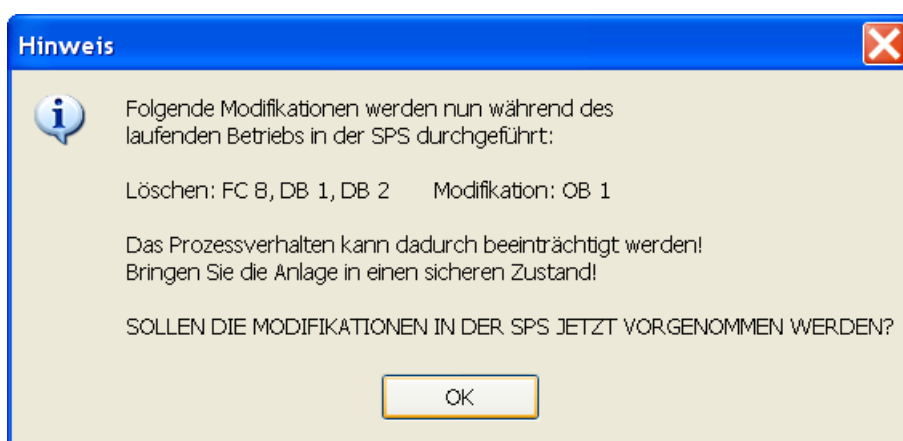 Hinweis
Folgende Modifikationen werden nun während des
laufenden Betriebs in der SPS durchgeführt:
Löschen: FC 8, DB 1, DB 2 Modifikation: OB 1
Das Prozessverhalten kann dadurch beeinträchtigt werden!
Bringen Sie die Anlage in einen sicheren Zustand!
SOLLEN DIE MODIFIKATIONEN IN DER SPS JETZT VORGENOMMEN WERDEN?
OK